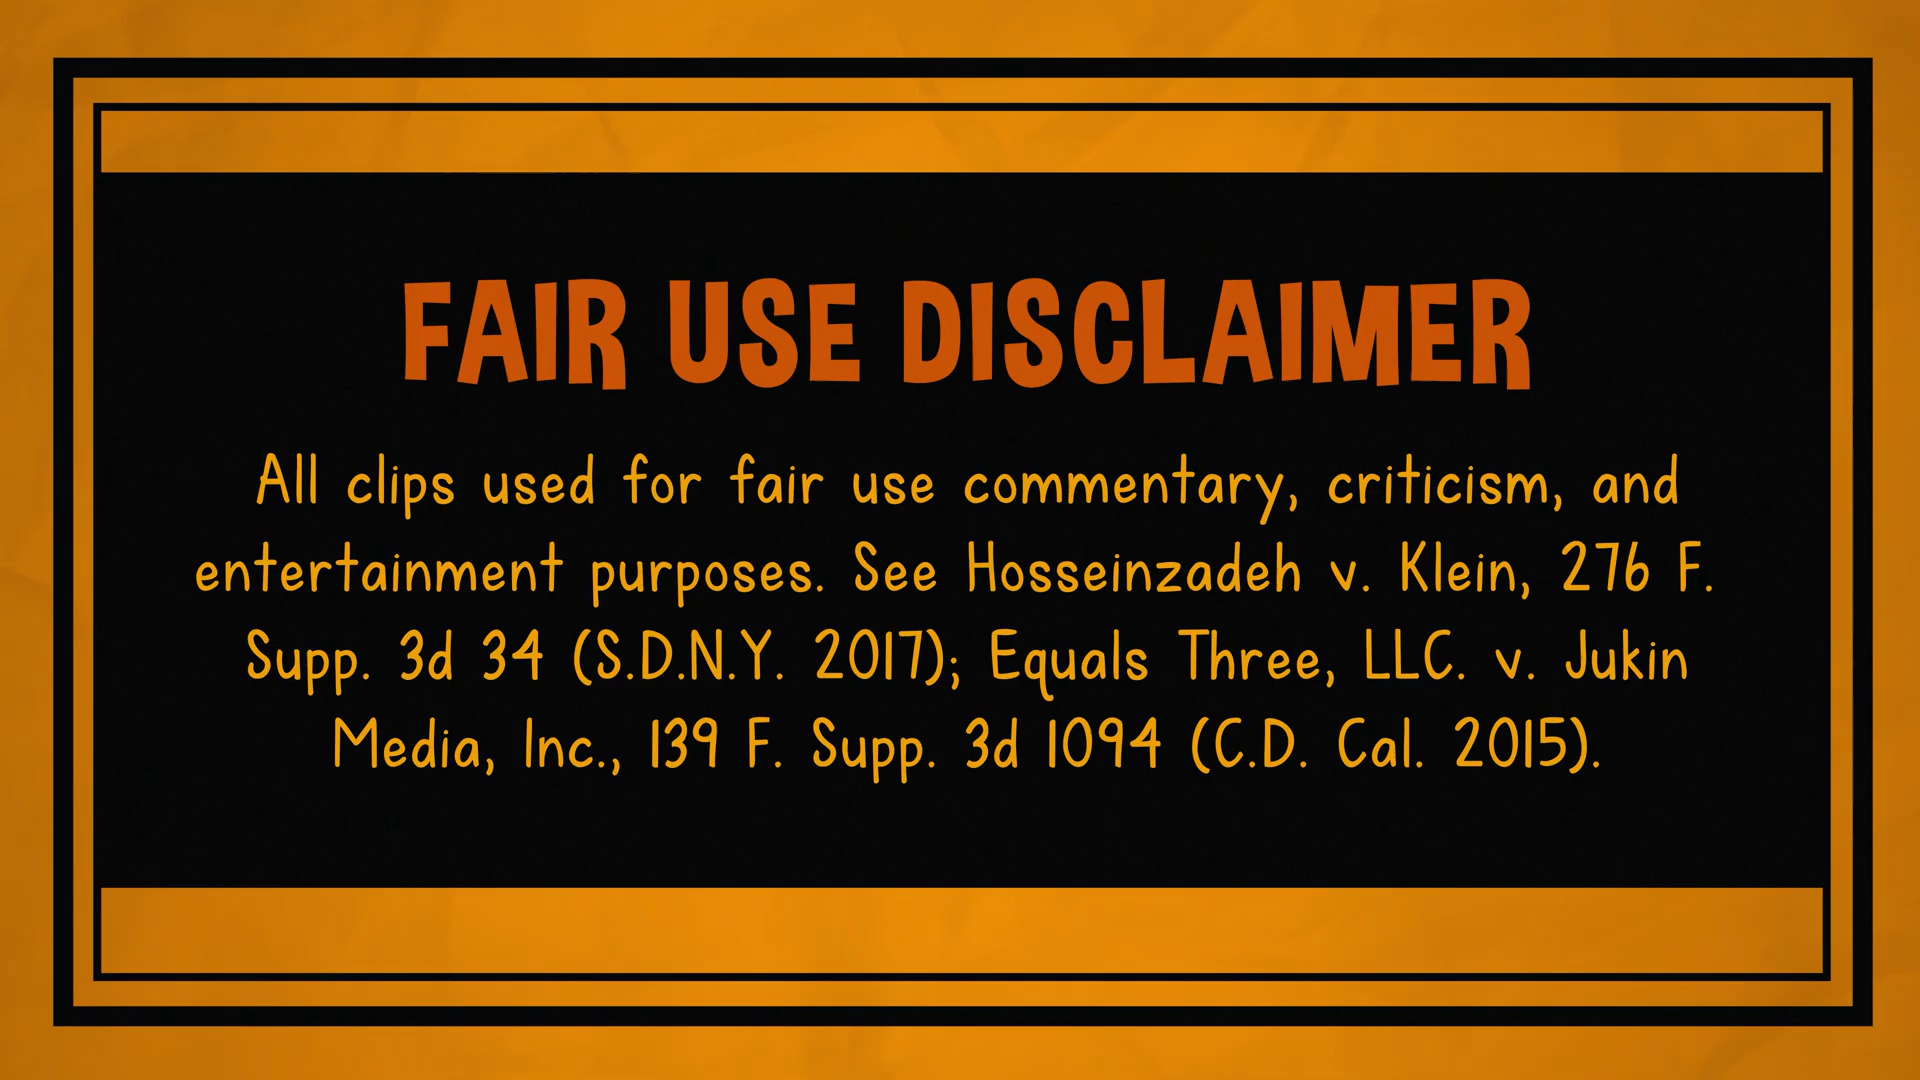 FAIR USE DISCLAIMER
All clips used for fair use commentary, criticism, and
entertainment purposes. See Hosseinzadeh v. Klein, 276 F.
Supp. 3d 34 (S.D.N.Y. 2017); Equals Three, LLC. v. Jukin
Media, Inc., 139 F. Supp. 3d 1094 (C.D. Cal. 2015).